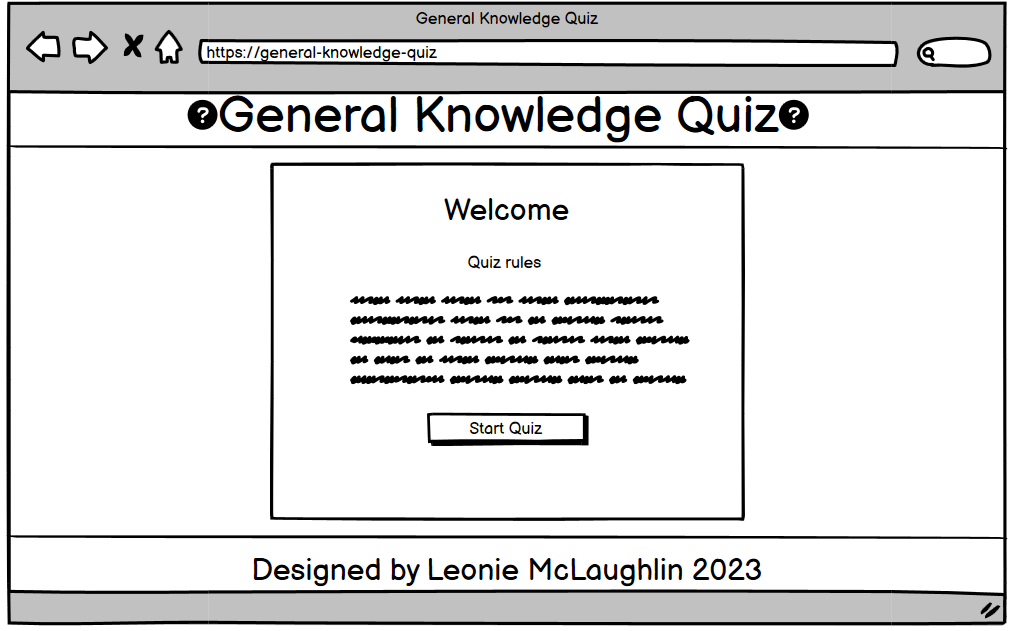 General Knowledge Quiz
https://general-knowledge-quiz
?General Knowledge Quiz?
Welcome
Quiz rules
Start Quiz
Designed by Leonie McLaughlin 2023